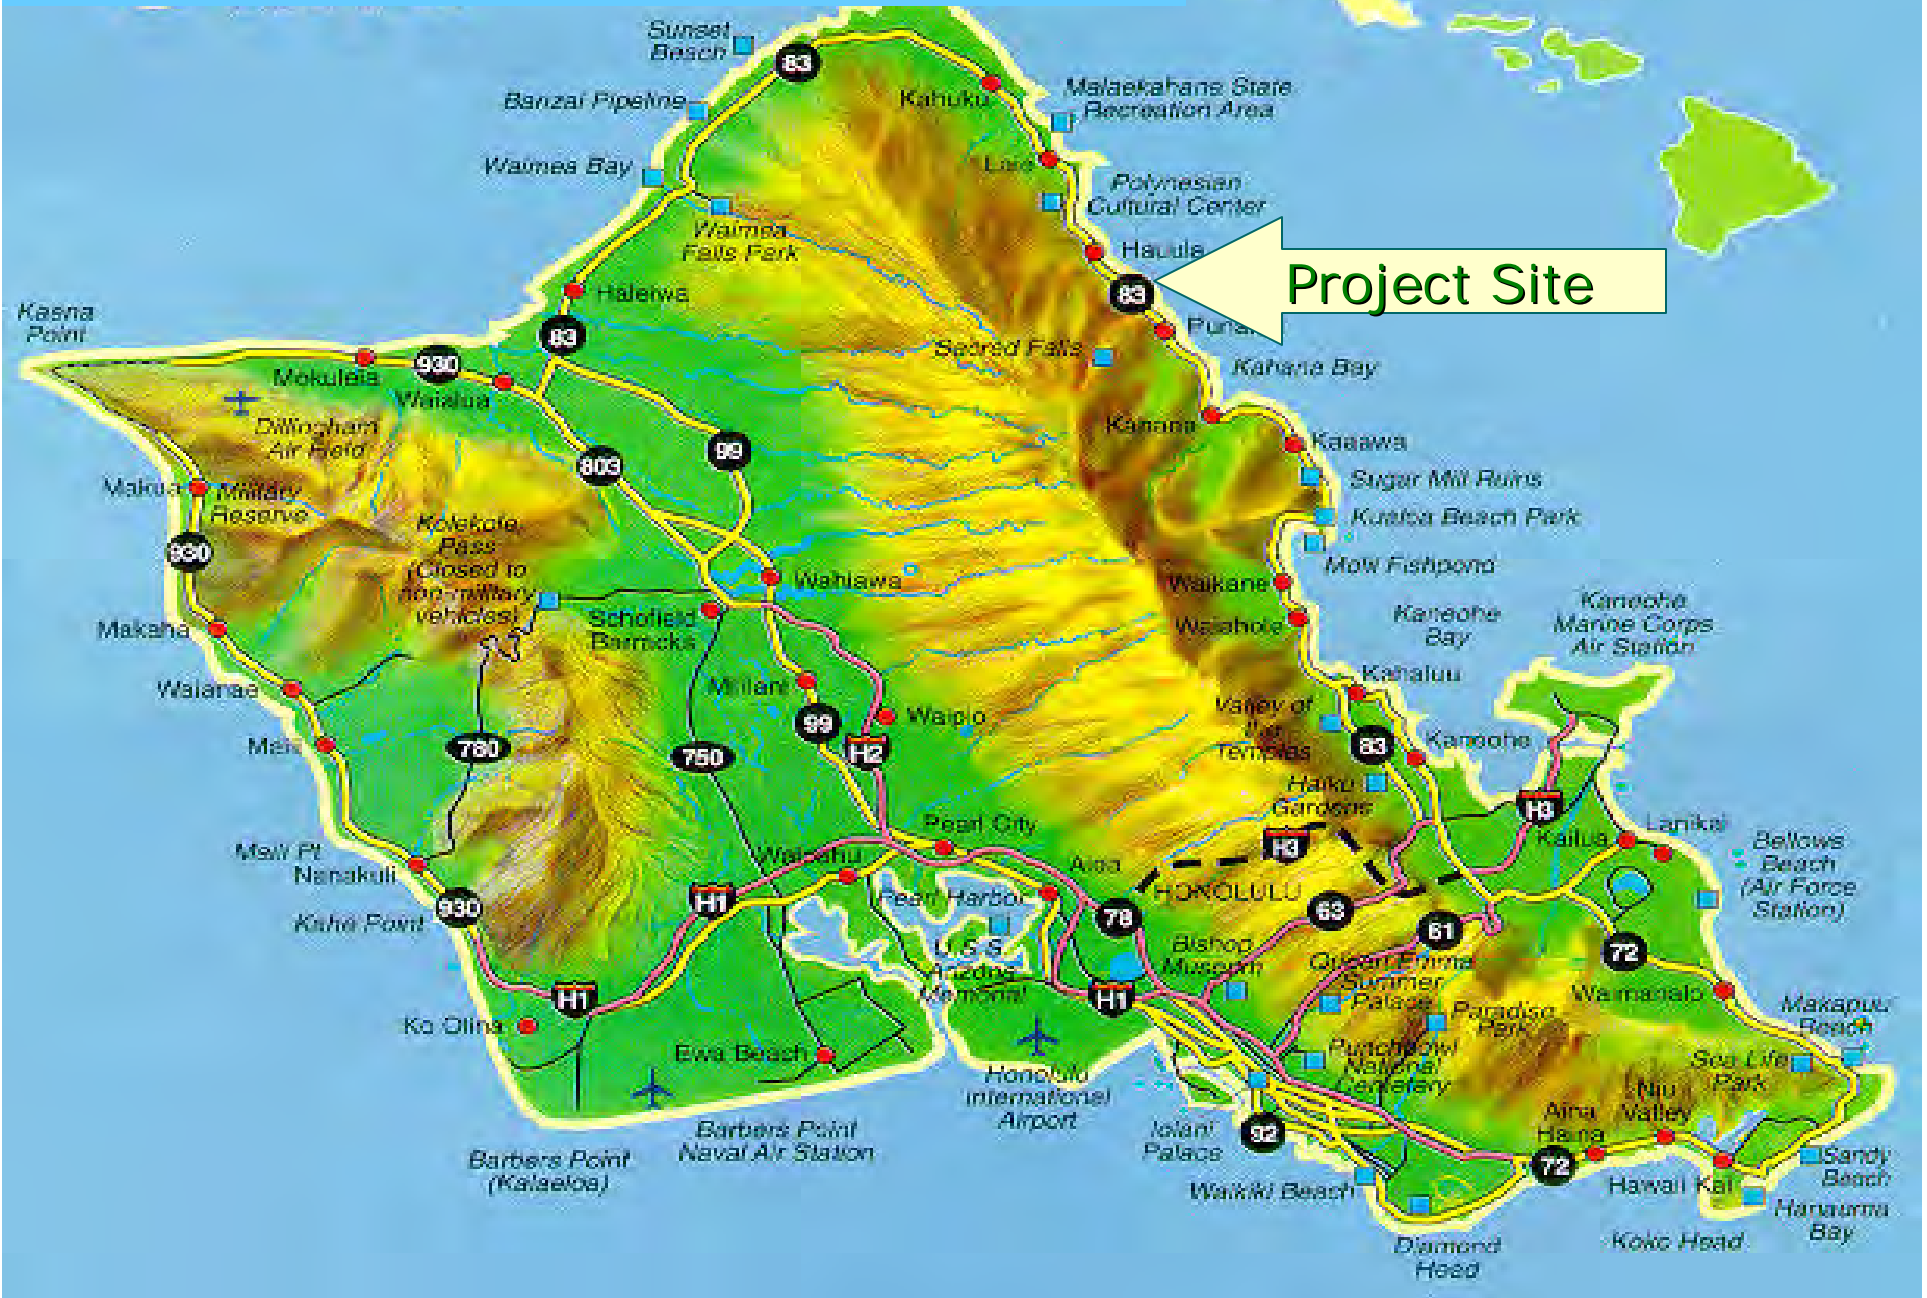 Sunset
Beach
83
Banzai Pipeline
Kahuku
Malaekahana State
Recreation Area
Waimea Bay
Laie
Polynesian
Cultural Center
Waimea
Falls Park
Hauula
Project Site
83
Haleiwa
Kaena
Point
83
Sacred Falls
Kahana Bay
930
Mokuleia
Waialua
Dillingham
Air Field
Kahana
Kaaawa
99
803
Sugar Mill Ruins
Makua
Military
Reserve
Kualoa Beach Park
Kolekole
Pass
(Closed to
non-military
vehicles)
930
Moli Fishpond
Wahiawa
Waikane
Schofield
Barracks
Waiahole
Kaneohe
Bay
Kaneohe
Marine Corps
Air Station
Makaha
Kahaluu
Waianae
Mililani
Waipio
Valley of
the
Temples
99
H2
83
Kaneohe
Maili
780
750
Haiku
Gardens
H3
Pearl City
Kailua
Lanikai
Maili Pt.
Nanakuli
Waipahu
Aiea
H3
Bellows
Beach
(Air Force
Station)
HONOLULU
930
Kahe Point
H1
Pearl Harbor
78
63
61
72
U.S.S.
Arizona
Memorial
Bishop
Museum
Queen Emma
Summer
Palace
Paradise
Park
Waimanalo
H1
H1
Ko Olina
Makapuu
Beach
Ewa Beach
Punchbowl
National
Cemetery
Sea Life
Park
Honolulu
International
Airport
Niu
Valley
Aina
Haina
Barbers Point
Naval Air Station
Iolani
Palace
92
72
Barbers Point
(Kalaeloa)
Sandy
Beach
Waikiki Beach
Hawaii Kai
Hanauma
Bay
Diamond
Head
Koko Head